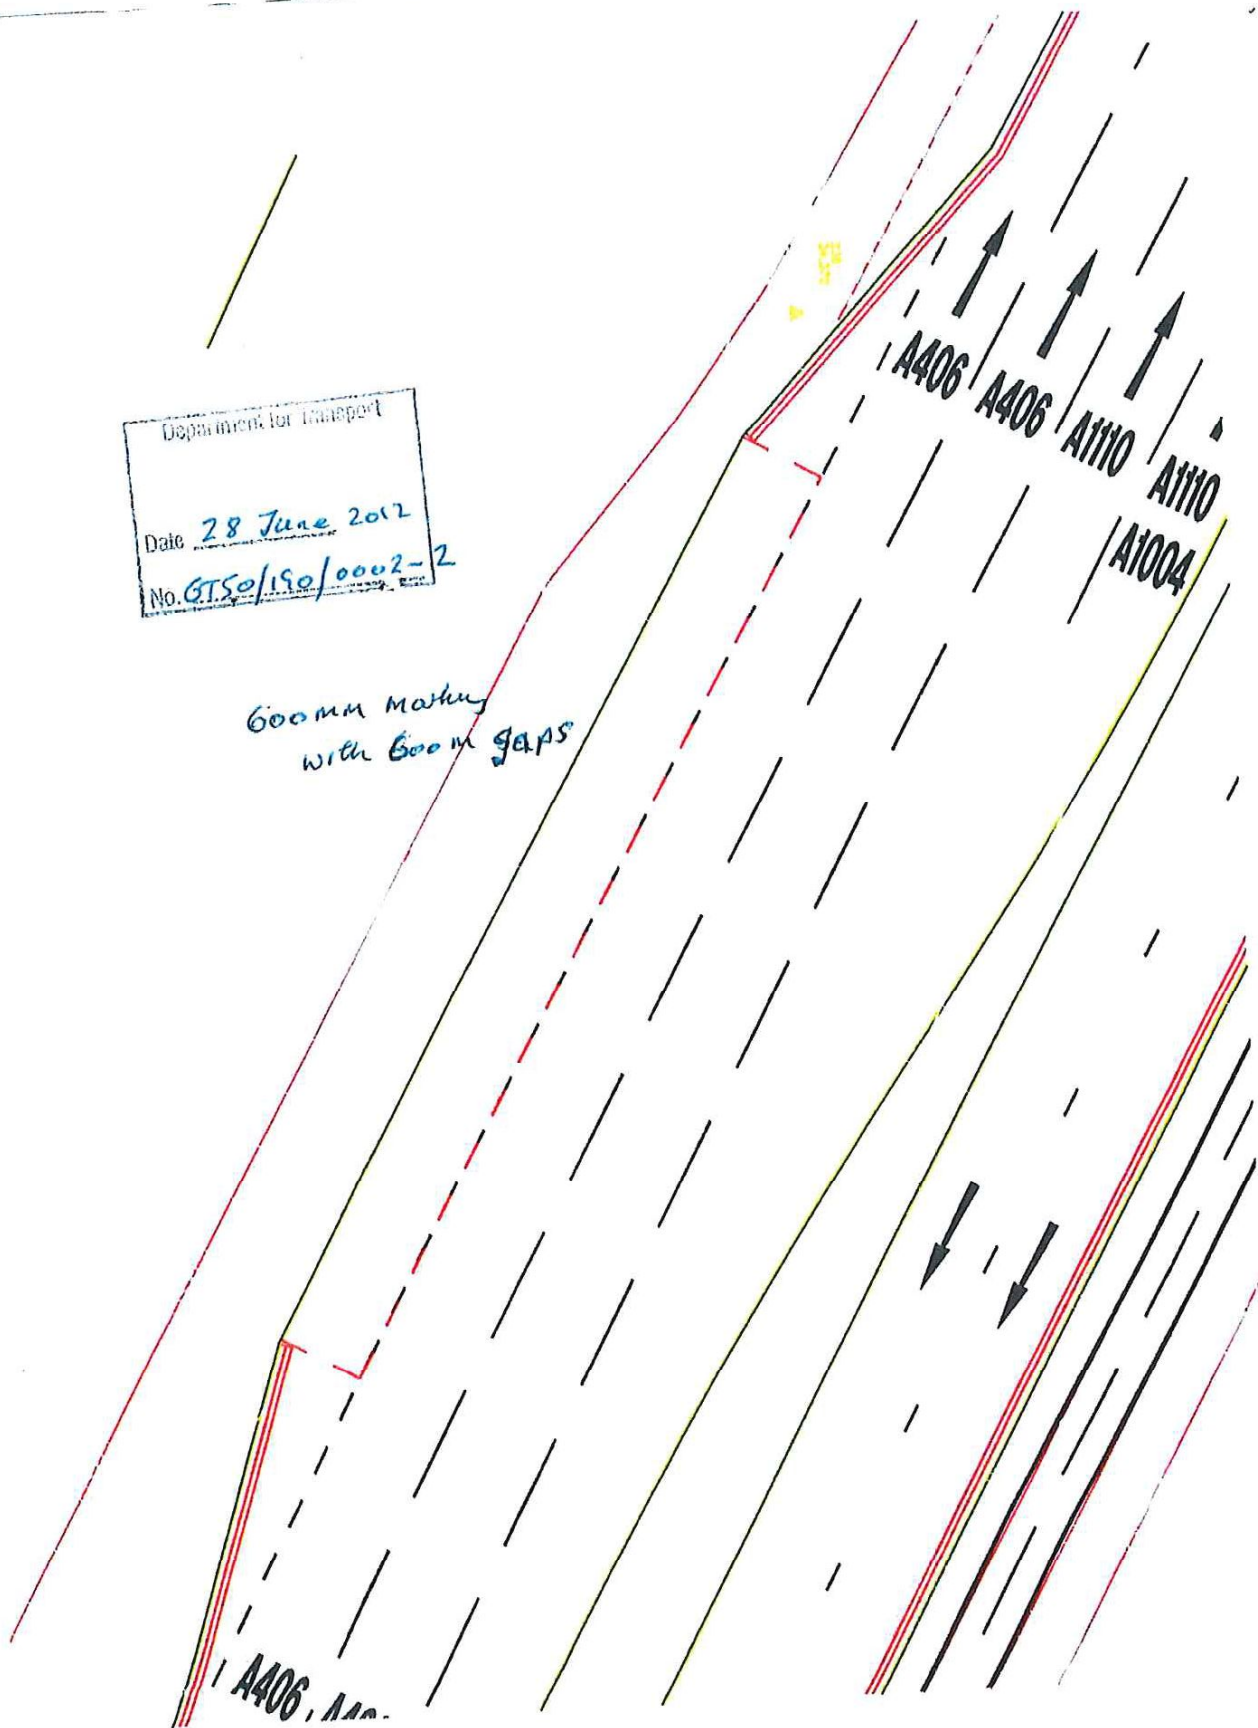 A406
A406
A1110
A1110
A1004
Department for Transport
Date 28 June 2012
No. GT50/190/0002-2
600mm marking
with 600m gaps
A406